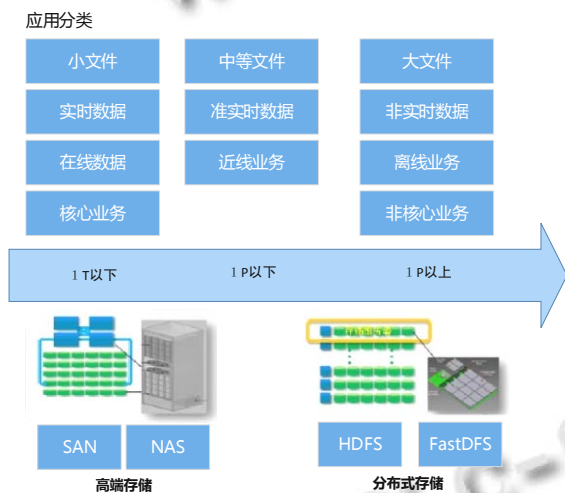 应用分类
小文件 中等文件 大文件
实时数据 准实时数据 非实时数据
在线数据 近线业务 离线业务
核心业务 非核心业务
1 T以下 1 P以下 1 P以上
SAN NAS HDFS FastDFS
高端存储 分布式存储